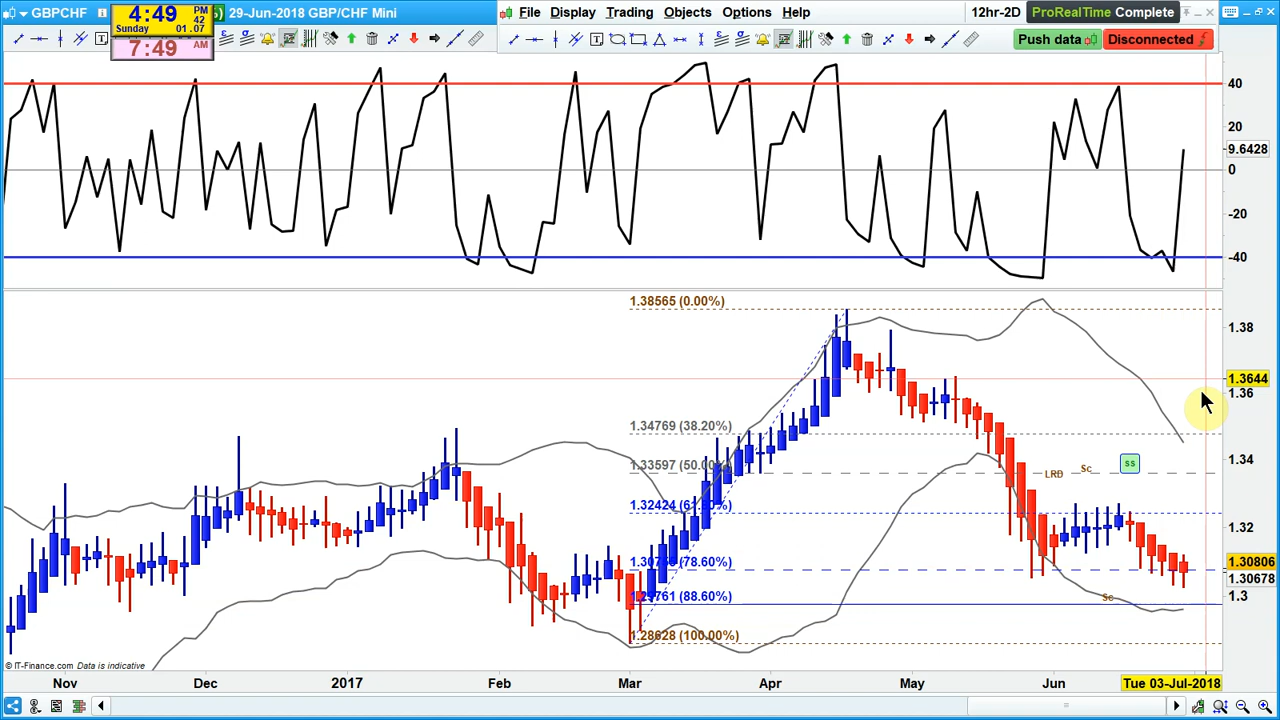 GBPCHF
4:49 PM 42
Sunday 01.07
7:49 AM
29-Jun-2018 GBP/CHF Mini
File Display Trading Objects Options Help
12hr-2D
ProRealTime Complete
Push data
Disconnected
40
20
9.6428
0
-20
-40
1.38565 (0.00%)
1.38
1.3644
1.36
1.34769 (38.20%)
1.33597 (50.00%)
LRD
Sc
ss
1.34
1.32424
1.32
(78.60%)
1.30806
1.30678
(88.60%)
Sc
1.3
1.28628 (100.00%)
© IT-Finance.com Data is indicative
Nov Dec 2017 Feb Mar Apr May Jun Tue 03-Jul-2018